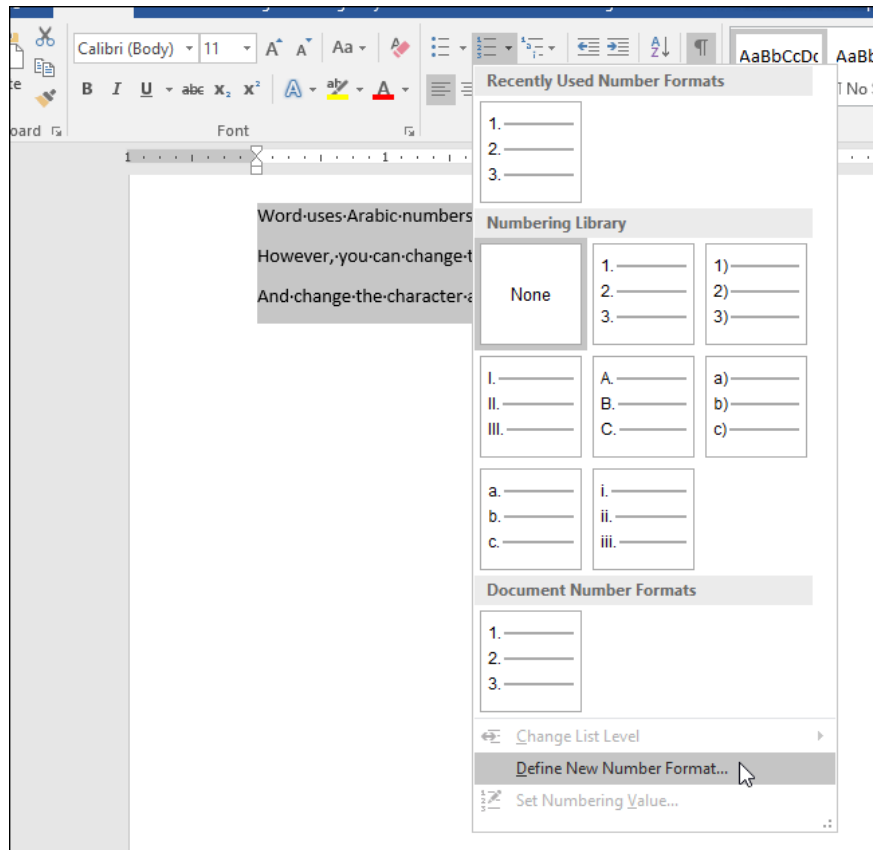 Calibri (Body) 11 A A Aa
AaBbCcDc AaBb
B I U abc X₂ X² A aby A
No
Font
1 1
Recently Used Number Formats
1.
2.
3.
Word·uses·Arabic·numbers
However,·you·can·change·t
And·change·the·character·a
Numbering Library
None
1.
2.
3.
1)
2)
3)
I.
II.
III.
A.
B.
C.
a)
b)
c)
a.
b.
c.
i.
ii.
iii.
Document Number Formats
1.
2.
3.
Change List Level
Define New Number Format...
Set Numbering Value...